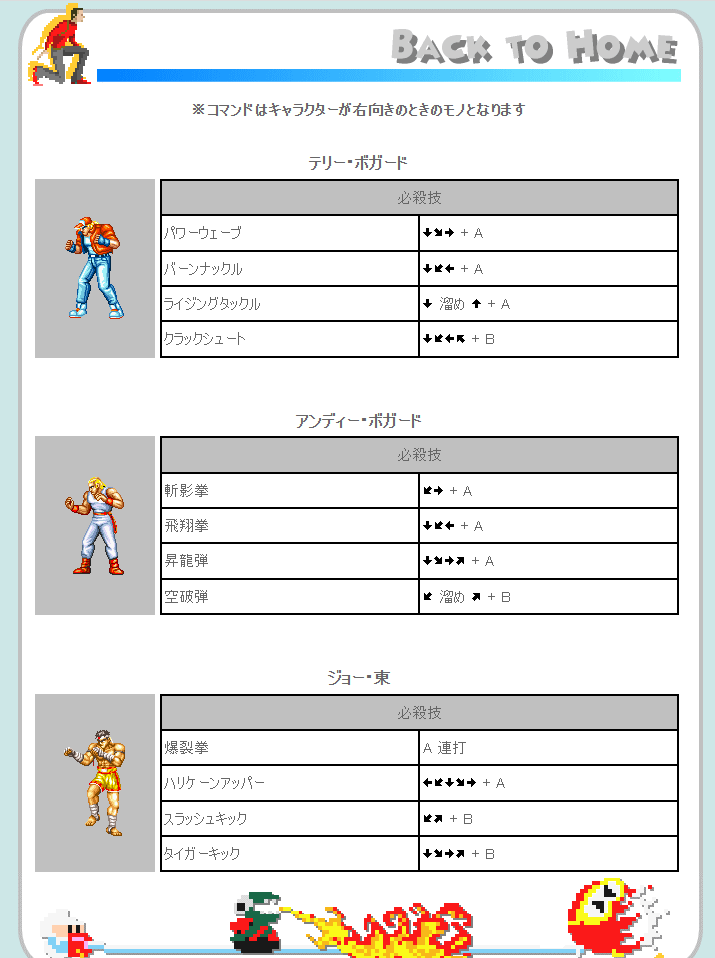 BACK TO HOME
※コマンドはキャラクターが右向きのときのモノとなります
テリー・ボガード
必殺技
パワーウェーブ ↓↘→ + A
バーンナックル ↓↙← + A
ライジングタックル ↓ 溜め ↑ + A
クラックシュート ↓↙←↖ + B
アンディー・ボガード
必殺技
斬影拳 ↙→ + A
飛翔拳 ↓↙← + A
昇龍弾 ↓↘→↗ + A
空破弾 ↙ 溜め ↗ + B
ジョー・東
必殺技
爆裂拳 A 連打
ハリケーンアッパー ←↙↓↘→ + A
スラッシュキック ↙↗ + B
タイガーキック ↓↘→↗ + B